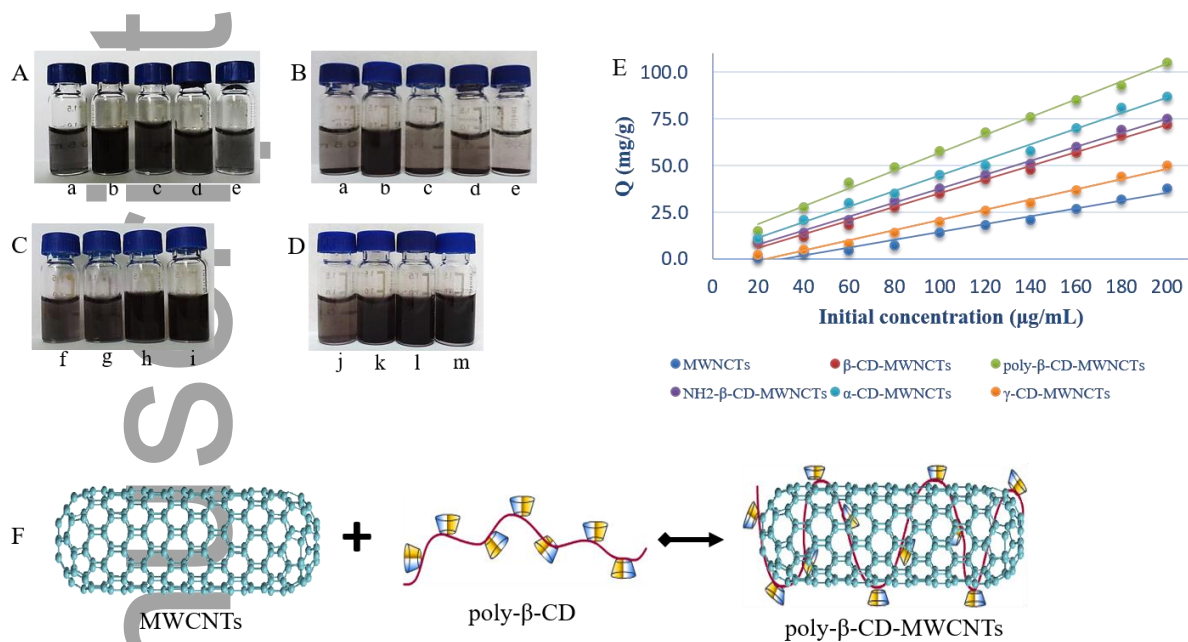 A
a b c d e
B
a b c d e
C
f g h i
D
j k l m
E
Q (mg/g)
100.0
75.0
50.0
25.0
0.0
0 20 40 60 80 100 120 140 160 180 200
Initial concentration (μg/mL)
MWNCTs β-CD-MWNCTs poly-β-CD-MWNCTs
NH2-β-CD-MWNCTs α-CD-MWNCTs γ-CD-MWNCTs
F
MWCNTs
+
poly-β-CD
poly-β-CD-MWCNTs